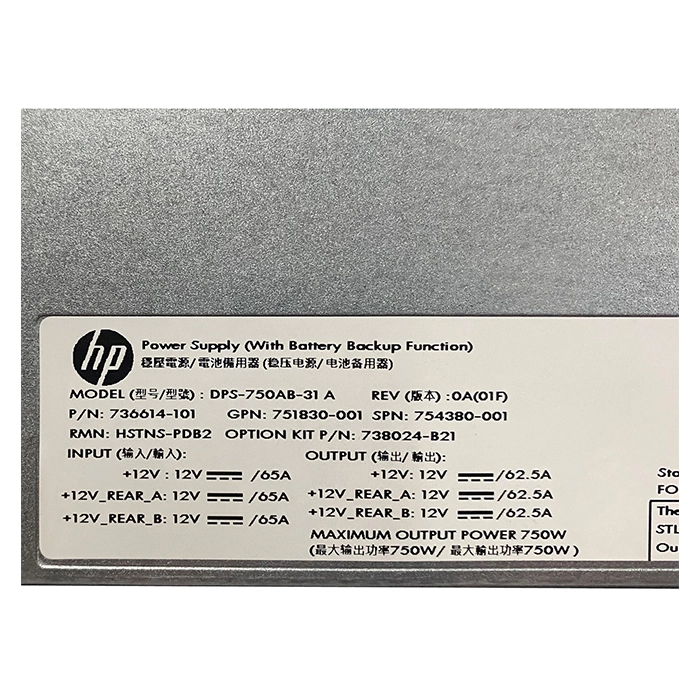 hp
Power Supply (With Battery Backup Function)
穩壓電源/電池備用器 (稳压电源/电池备用器)
MODEL (型号/型號) : DPS-750AB-31 A REV (版本) :0A(01F)
P/N: 736614-101 GPN: 751830-001 SPN: 754380-001
RMN: HSTNS-PDB2 OPTION KIT P/N: 738024-B21
INPUT (输入/輸入): OUTPUT (输出/輸出):
+12V : 12V ⎓ /65A +12V: 12V ⎓ /62.5A
+12V_REAR_A: 12V ⎓ /65A +12V_REAR_A: 12V ⎓ /62.5A
+12V_REAR_B: 12V ⎓ /65A +12V_REAR_B: 12V ⎓ /62.5A
MAXIMUM OUTPUT POWER 750W
(最大输出功率750W/ 最大輸出功率750W )
Sta
FO
The
STL
Ou